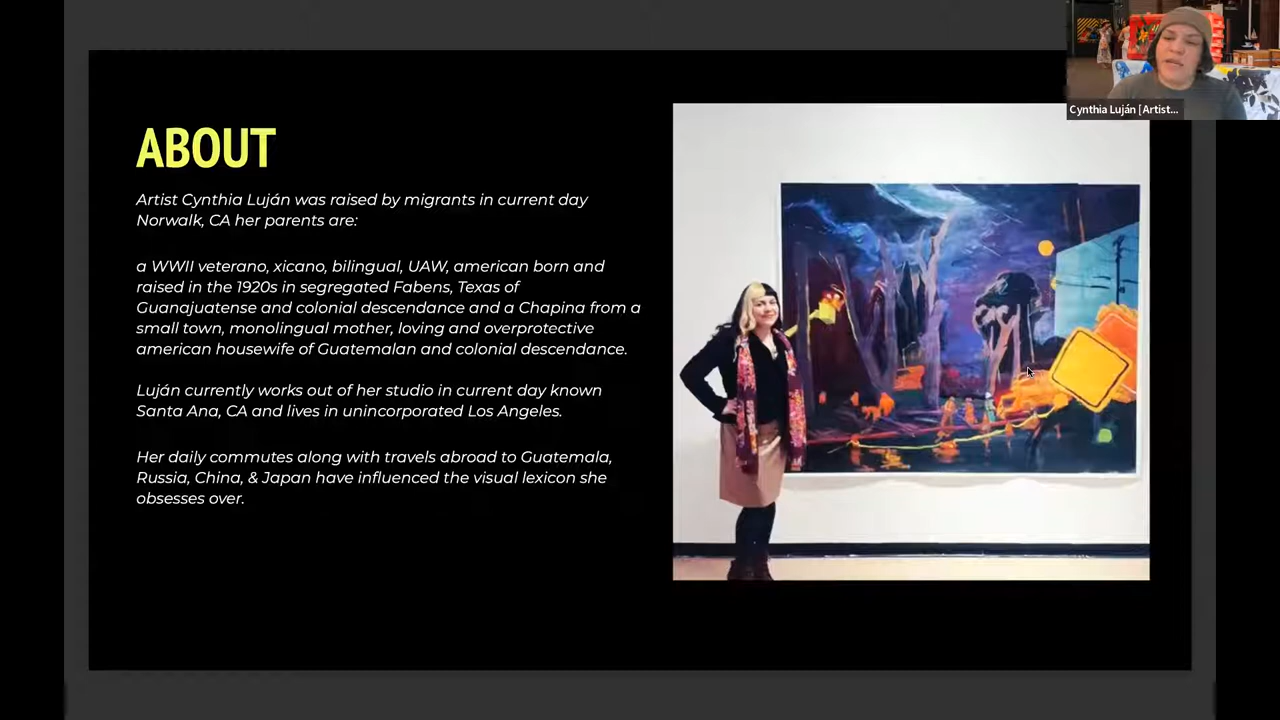 Cynthia Luján [Artist...
ABOUT
Artist Cynthia Luján was raised by migrants in current day
Norwalk, CA her parents are:
a WWII veterano, xicano, bilingual, UAW, american born and
raised in the 1920s in segregated Fabens, Texas of
Guanajuatense and colonial descendance and a Chapina from a
small town, monolingual mother, loving and overprotective
american housewife of Guatemalan and colonial descendance.
Luján currently works out of her studio in current day known
Santa Ana, CA and lives in unincorporated Los Angeles.
Her daily commutes along with travels abroad to Guatemala,
Russia, China, & Japan have influenced the visual lexicon she
obsesses over.